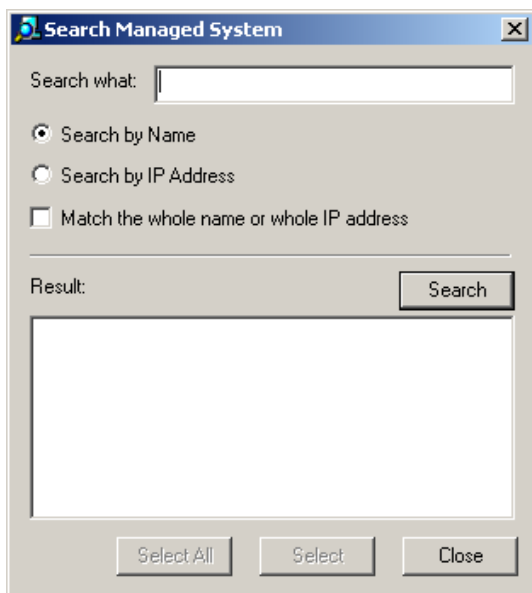 Search Managed System
Search what:
Search by Name
Search by IP Address
Match the whole name or whole IP address
Result:
Search
Select All
Select
Close